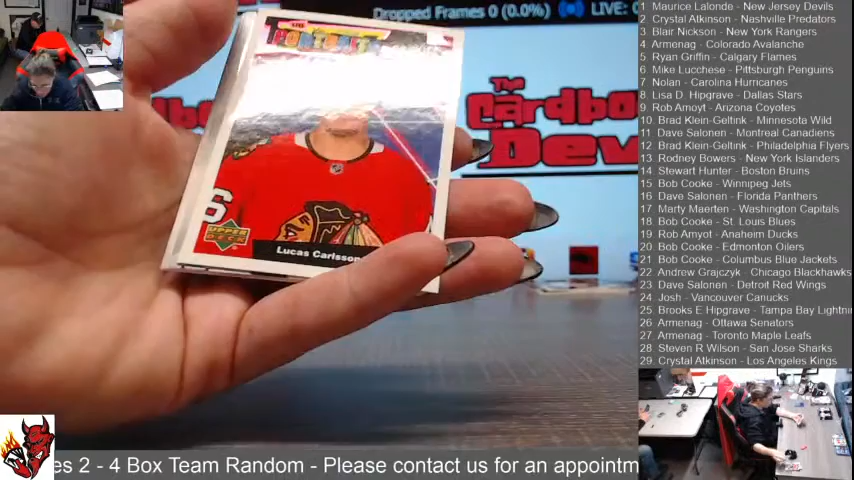 Dropped Frames 0 (0.0%) LIVE:
1 Maurice Lalonde - New Jersey Devils
2 Crystal Atkinson - Nashville Predators
3 Blair Nickson - New York Rangers
4 Armenag - Colorado Avalanche
5 Ryan Griffin - Calgary Flames
6 Mike Lucchese - Pittsburgh Penguins
7 Nolan - Carolina Hurricanes
8 Lisa D. Hipgrave - Dallas Stars
9 Rob Amoyt - Arizona Coyotes
10 Brad Klein-Geltink - Minnesota Wild
11 Dave Salonen - Montreal Canadiens
12 Brad Klein-Geltink - Philadelphia Flyers
13 Rodney Bowers - New York Islanders
14 Stewart Hunter - Boston Bruins
15 Bob Cooke - Winnipeg Jets
16 Dave Salonen - Florida Panthers
17 Marty Maerten - Washington Capitals
18 Bob Cooke - St. Louis Blues
19 Rob Amyot - Anaheim Ducks
20 Bob Cooke - Edmonton Oilers
21 Bob Cooke - Columbus Blue Jackets
22 Andrew Grajczyk - Chicago Blackhawks
23 Dave Salonen - Detroit Red Wings
24 Josh - Vancouver Canucks
25 Brooks E Hipgrave - Tampa Bay Lightnin
26 Armenag - Ottawa Senators
27 Armenag - Toronto Maple Leafs
28 Steven R Wilson - San Jose Sharks
29 Crystal Atkinson - Los Angeles Kings
The
Cardbo
Dev
6
UPPER
DECK
Lucas Carlsson
es 2 - 4 Box Team Random - Please contact us for an appointm